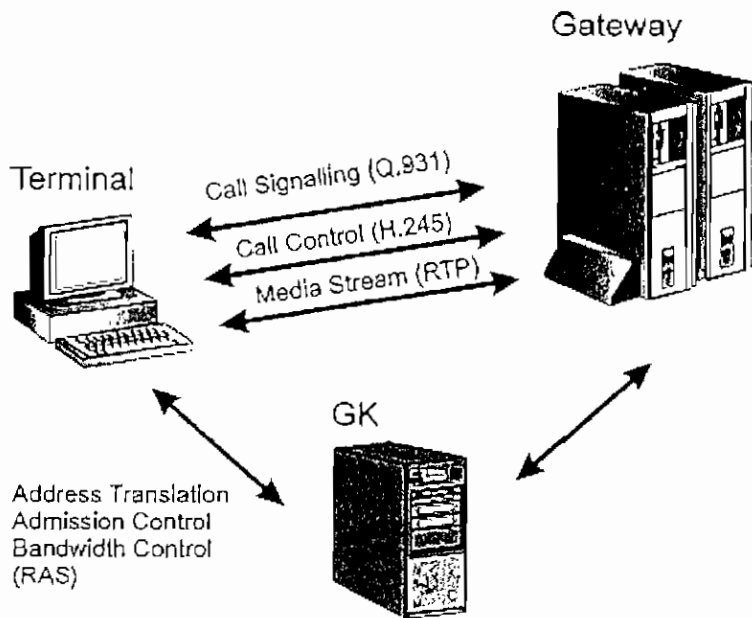 Gateway
Terminal
Call Signalling (Q.931)
Call Control (H.245)
Media Stream (RTP)
GK
Address Translation
Admission Control
Bandwidth Control
(RAS)